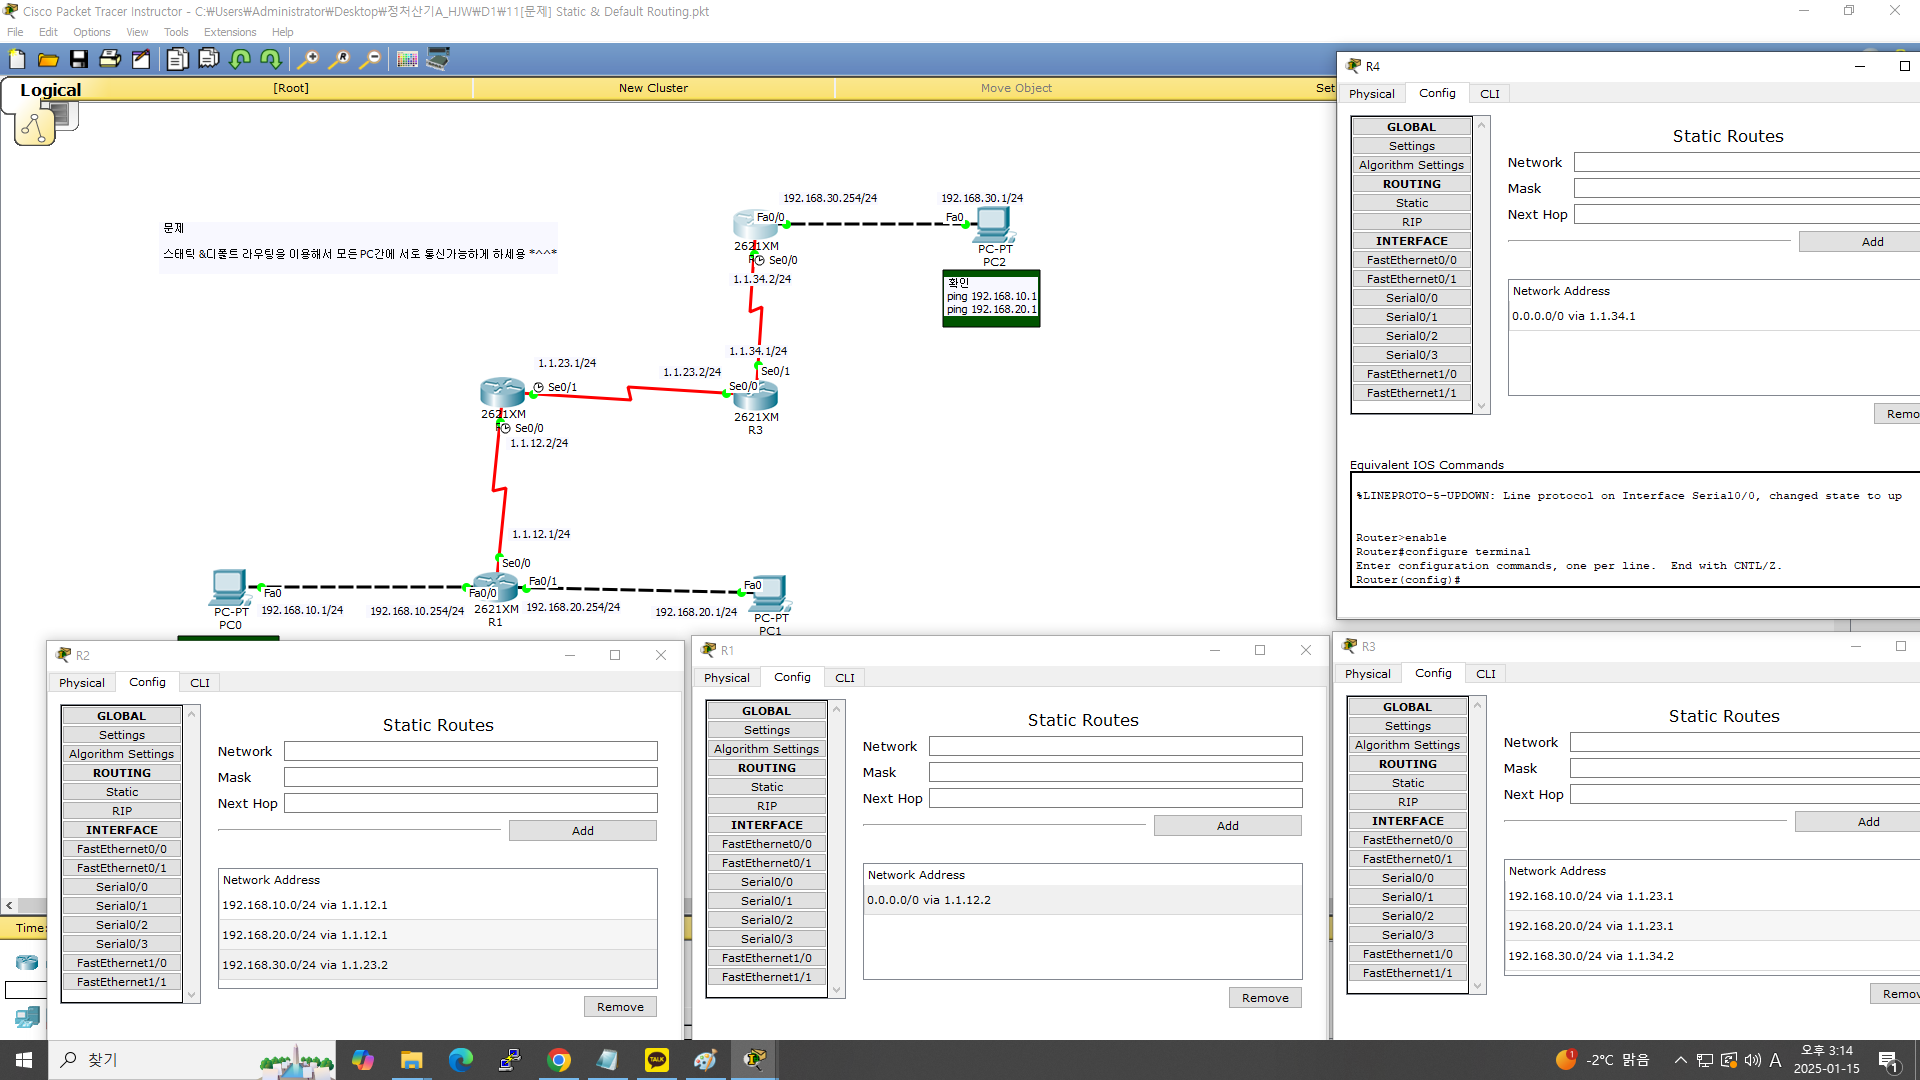 Cisco Packet Tracer Instructor - C:₩Users₩Administrator₩Desktop₩정처산기A_HJW₩D1₩11[문제] Static & Default Routing.pkt
File Edit Options View Tools Extensions Help
Logical [Root] New Cluster Move Object Set
문제
스태틱 &디폴트 라우팅을 이용해서 모든 PC간에 서로 통신가능하게 하세용 *^^*
192.168.30.254/24 192.168.30.1/24
Fa0/0 Fa0
2621XM
Se0/0
1.1.34.2/24
PC-PT
PC2
확인
ping 192.168.10.1
ping 192.168.20.1
1.1.34.1/24
Se0/1
1.1.23.1/24
1.1.23.2/24
Se0/1
Se0/0
2621XM
2621XM
R3
Se0/0
1.1.12.2/24
1.1.12.1/24
Se0/0
Fa0/1
Fa0 Fa0/0 Fa0
192.168.10.1/24 192.168.10.254/24 2621XM 192.168.20.254/24 192.168.20.1/24
PC-PT
PC0
R1
PC-PT
PC1
R4
Physical Config CLI
GLOBAL
Settings
Algorithm Settings
ROUTING
Static
RIP
INTERFACE
FastEthernet0/0
FastEthernet0/1
Serial0/0
Serial0/1
Serial0/2
Serial0/3
FastEthernet1/0
FastEthernet1/1
Static Routes
Network
Mask
Next Hop
Add
Network Address
0.0.0.0/0 via 1.1.34.1
Remo
Equivalent IOS Commands
%LINEPROTO-5-UPDOWN: Line protocol on Interface Serial0/0, changed state to up
Router>enable
Router#configure terminal
Enter configuration commands, one per line.  End with CNTL/Z.
Router(config)#
R2
Physical Config CLI
GLOBAL
Settings
Algorithm Settings
ROUTING
Static
RIP
INTERFACE
FastEthernet0/0
FastEthernet0/1
Serial0/0
Serial0/1
Serial0/2
Serial0/3
FastEthernet1/0
FastEthernet1/1
Static Routes
Network
Mask
Next Hop
Add
Network Address
192.168.10.0/24 via 1.1.12.1
192.168.20.0/24 via 1.1.12.1
192.168.30.0/24 via 1.1.23.2
Remove
R1
Physical Config CLI
GLOBAL
Settings
Algorithm Settings
ROUTING
Static
RIP
INTERFACE
FastEthernet0/0
FastEthernet0/1
Serial0/0
Serial0/1
Serial0/2
Serial0/3
FastEthernet1/0
FastEthernet1/1
Static Routes
Network
Mask
Next Hop
Add
Network Address
0.0.0.0/0 via 1.1.12.2
Remove
R3
Physical Config CLI
GLOBAL
Settings
Algorithm Settings
ROUTING
Static
RIP
INTERFACE
FastEthernet0/0
FastEthernet0/1
Serial0/0
Serial0/1
Serial0/2
Serial0/3
FastEthernet1/0
FastEthernet1/1
Static Routes
Network
Mask
Next Hop
Add
Network Address
192.168.10.0/24 via 1.1.23.1
192.168.20.0/24 via 1.1.23.1
192.168.30.0/24 via 1.1.34.2
Remov
Time:
찾기
TALK
1
-2°C 맑음
A
오후 3:14
2025-01-15
1